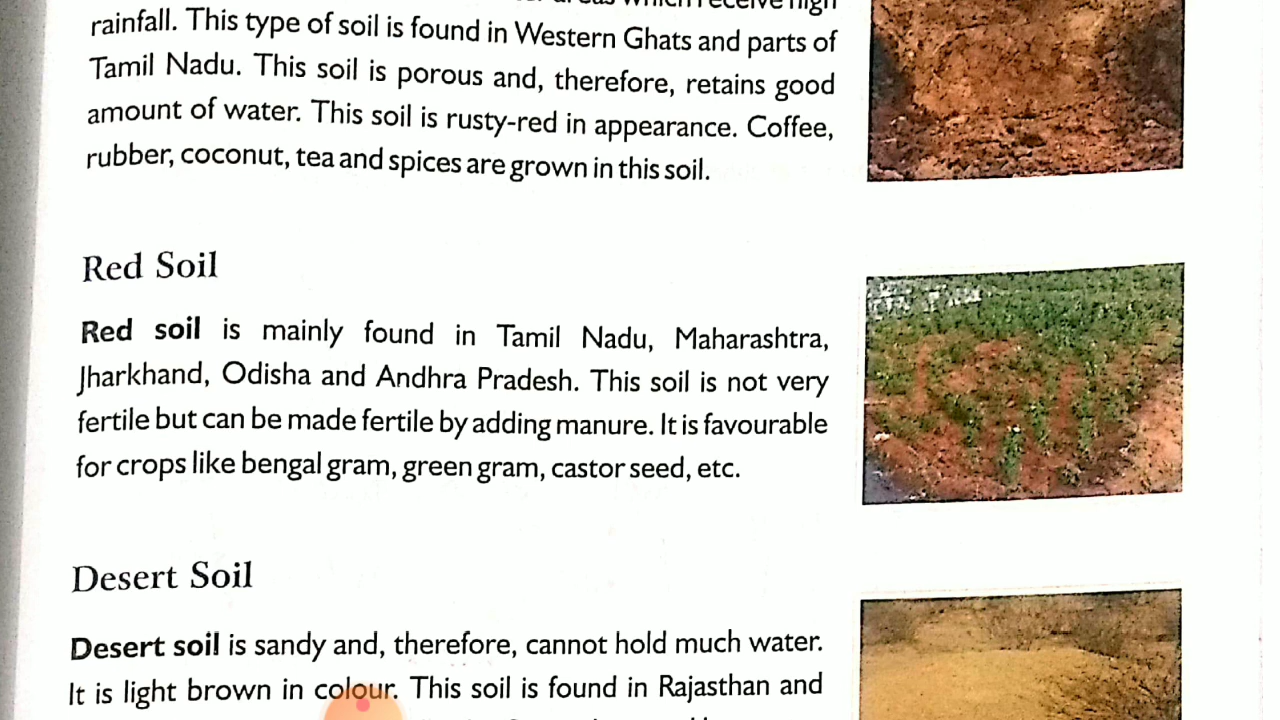 which receive high
rainfall. This type of soil is found in Western Ghats and parts of
Tamil Nadu. This soil is porous and, therefore, retains good
amount of water. This soil is rusty-red in appearance. Coffee,
rubber, coconut, tea and spices are grown in this soil.
Red Soil
Red soil is mainly found in Tamil Nadu, Maharashtra,
Jharkhand, Odisha and Andhra Pradesh. This soil is not very
fertile but can be made fertile by adding manure. It is favourable
for crops like bengal gram, green gram, castor seed, etc.
Desert Soil
Desert soil is sandy and, therefore, cannot hold much water.
It is light brown in colour. This soil is found in Rajasthan and